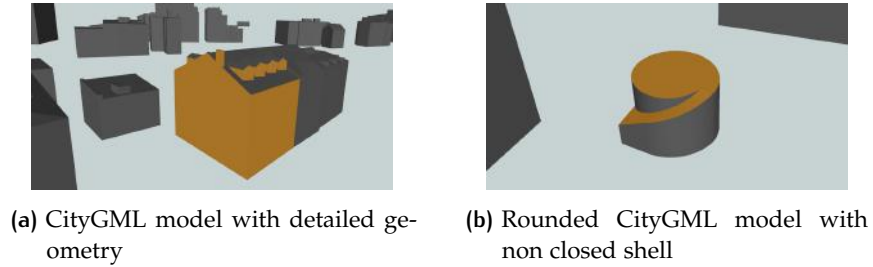 (a) CityGML model with detailed ge-
ometry
(b) Rounded CityGML model with
non closed shell